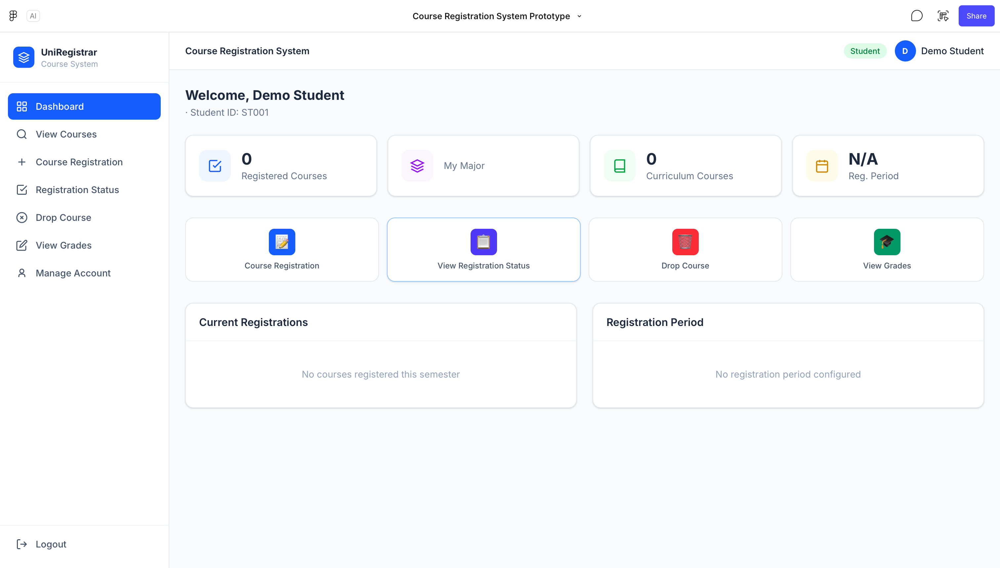 AI
Course Registration System Prototype
Share
UniRegistrar
Course System
Course Registration System
Student
D
Demo Student
Dashboard
View Courses
Course Registration
Registration Status
Drop Course
View Grades
Manage Account
Logout
Welcome, Demo Student
· Student ID: ST001
0
Registered Courses
My Major
0
Curriculum Courses
N/A
Reg. Period
Course Registration
View Registration Status
Drop Course
View Grades
Current Registrations
No courses registered this semester
Registration Period
No registration period configured